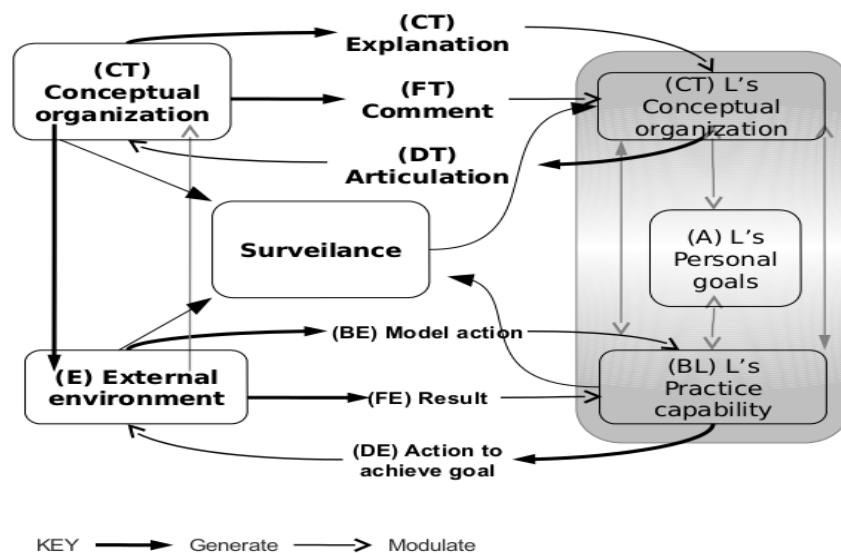 (CT)
Explanation
(CT)
Conceptual
organization
(FT)
Comment
(CT) L's
Conceptual
organization
(DT)
Articulation
Surveilance
(A) L's
Personal
goals
(BE) Model action
(E) External
environment
(FE) Result
(BL) L's
Practice
capability
(DE) Action to
achieve goal
KEY Generate Modulate